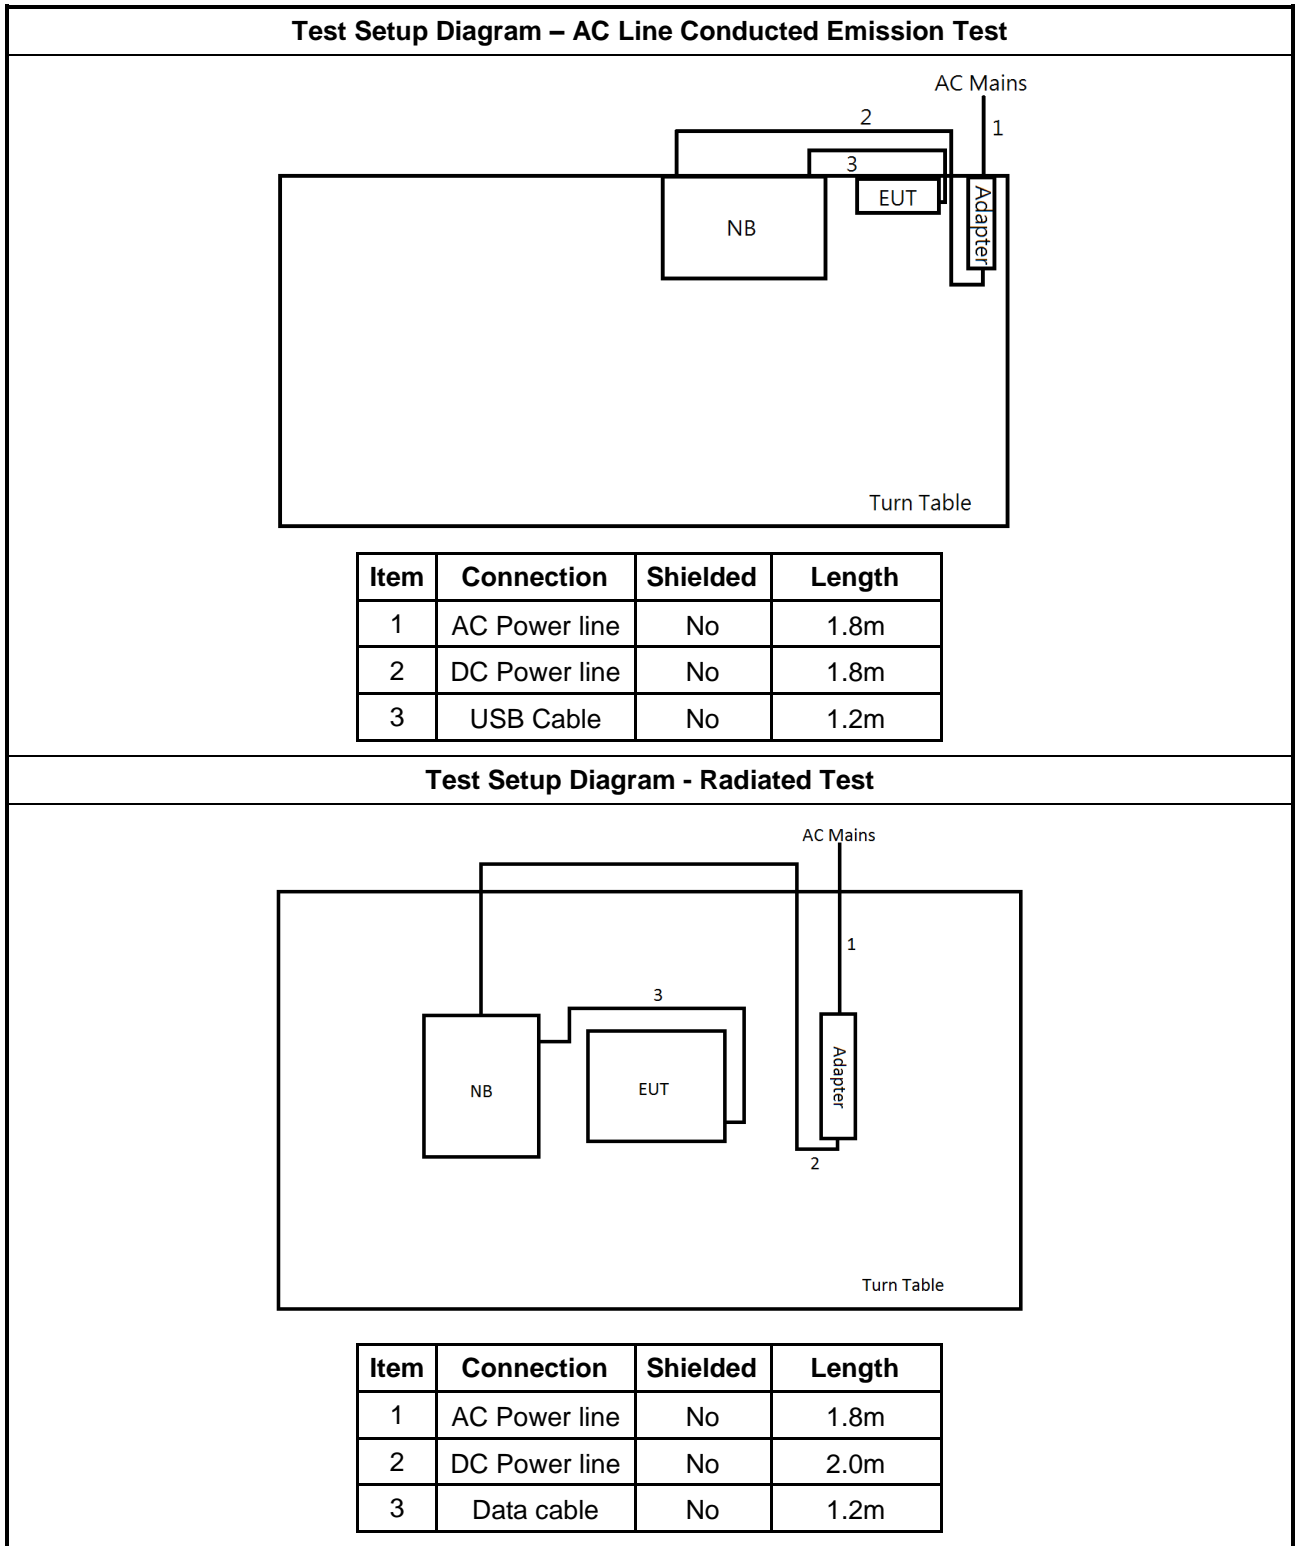 Test Setup Diagram – AC Line Conducted Emission Test
AC Mains
2
1
3
EUT
Adapter
NB
Turn Table
Item Connection Shielded Length
1 AC Power line No 1.8m
2 DC Power line No 1.8m
3 USB Cable No 1.2m
Test Setup Diagram - Radiated Test
AC Mains
1
3
Adapter
NB
EUT
2
Turn Table
Item Connection Shielded Length
1 AC Power line No 1.8m
2 DC Power line No 2.0m
3 Data cable No 1.2m